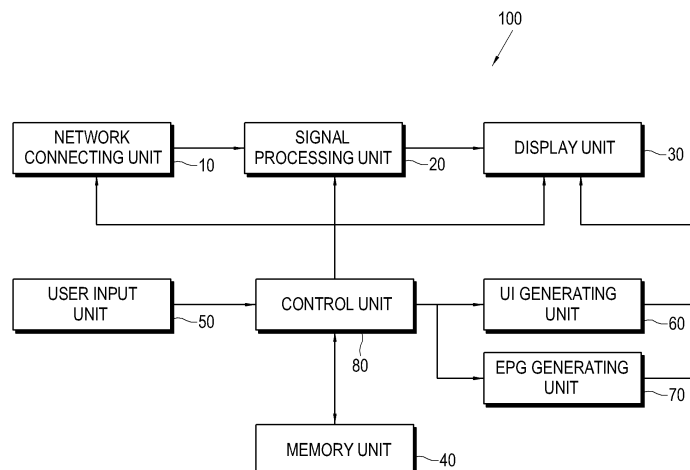 100
NETWORK
CONNECTING UNIT
10
SIGNAL
PROCESSING UNIT
20
DISPLAY UNIT
30
USER INPUT
UNIT
50
CONTROL UNIT
80
UI GENERATING
UNIT
60
EPG GENERATING
UNIT
70
MEMORY UNIT
40